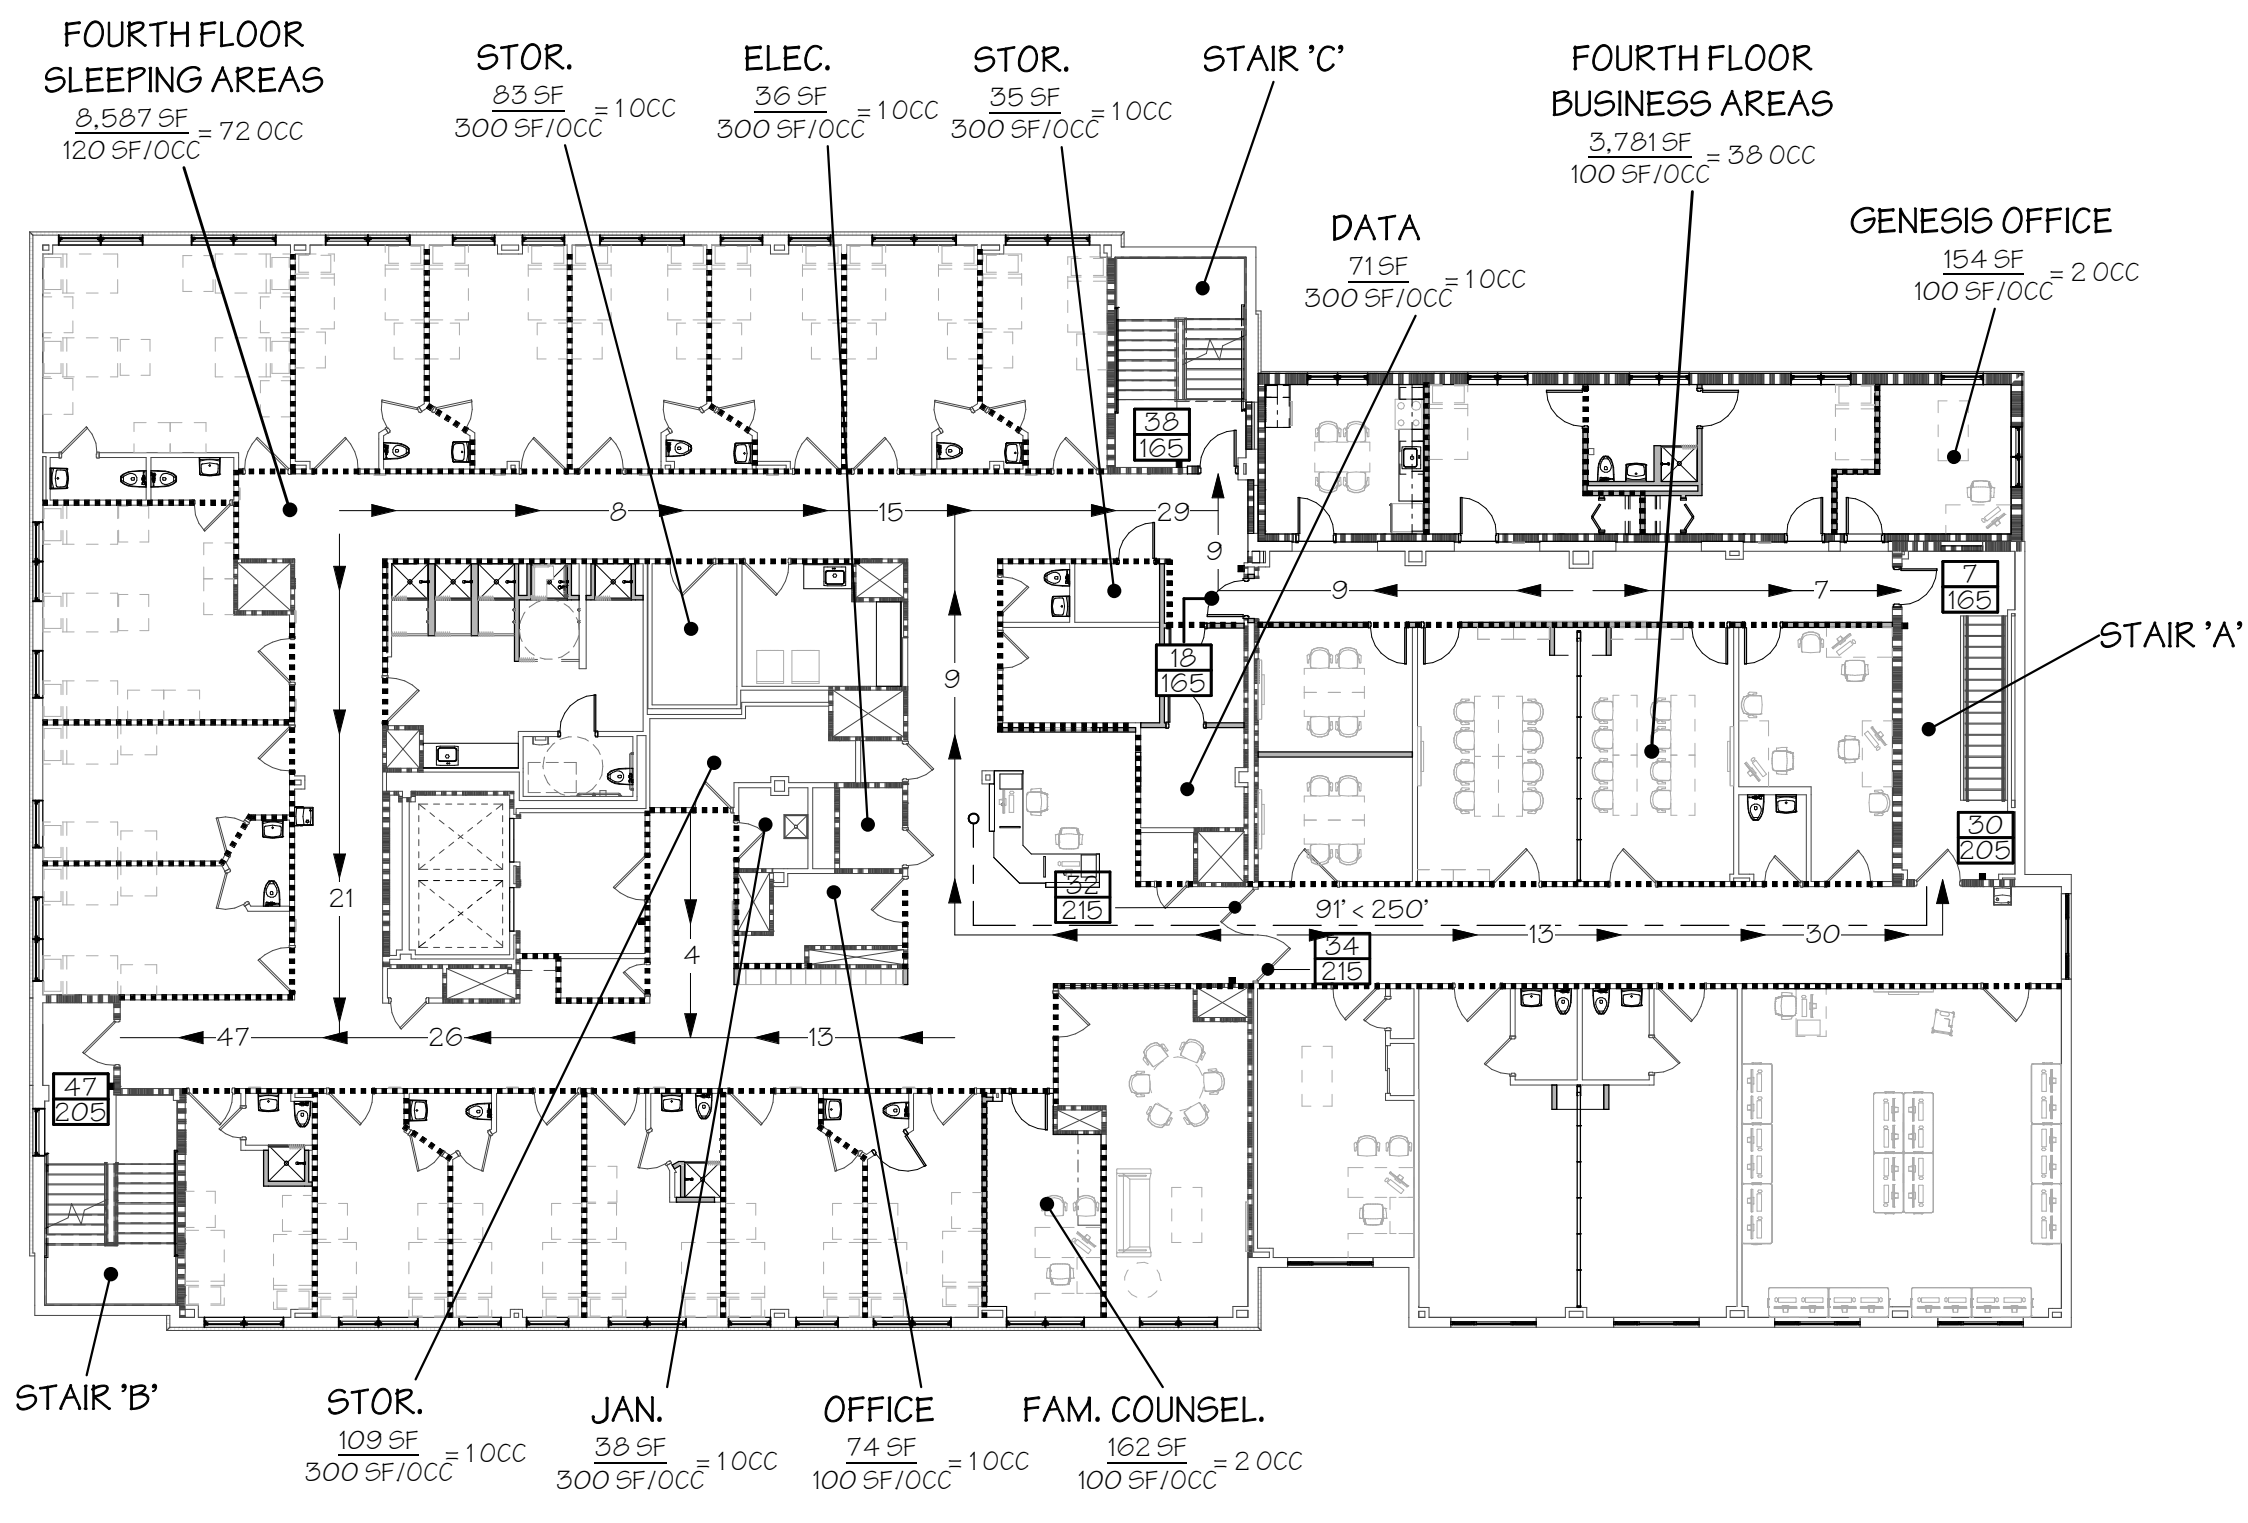 FOURTH FLOOR
SLEEPING AREAS
8,587 SF
120 SF/OCC
= 72 OCC
STOR.
83 SF
300 SF/OCC
= 1 OCC
ELEC.
36 SF
300 SF/OCC
= 1 OCC
STOR.
35 SF
300 SF/OCC
= 1 OCC
STAIR 'C'
FOURTH FLOOR
BUSINESS AREAS
3,781 SF
100 SF/OCC
= 38 OCC
DATA
71 SF
300 SF/OCC
= 1 OCC
GENESIS OFFICE
154 SF
100 SF/OCC
= 2 OCC
38
165
8
15
29
9
9
7
7
165
STAIR 'A'
18
165
9
30
205
21
32
215
91' < 250'
13
30
34
215
4
47
26
13
47
205
STAIR 'B'
STOR.
109 SF
300 SF/OCC
= 1 OCC
JAN.
38 SF
300 SF/OCC
= 1 OCC
OFFICE
74 SF
100 SF/OCC
= 1 OCC
FAM. COUNSEL.
162 SF
100 SF/OCC
= 2 OCC